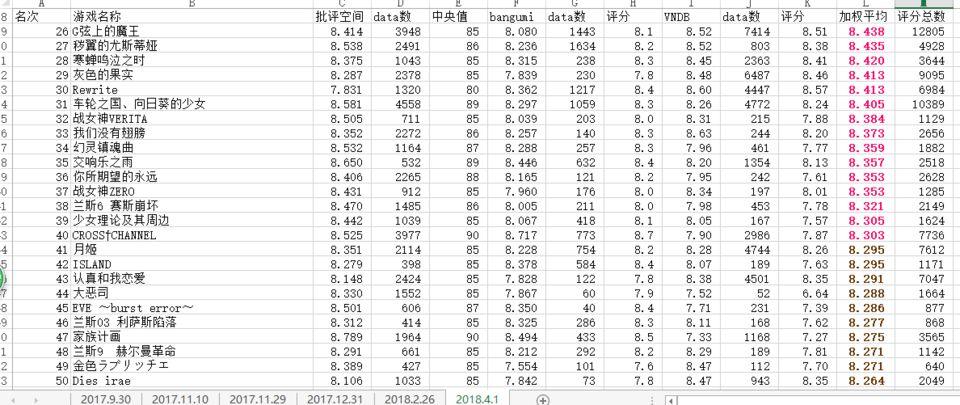 8 名次 游戏名称 批评空间 data数 中央值 bangumi data数 评分 VNDB data数 评分 加权平均 评分总数
9 26 G弦上的魔王 8.414 3948 85 8.080 1443 8.1 8.52 7414 8.51 8.438 12805
0 27 秽翼的尤斯蒂娅 8.538 2491 86 8.236 1634 8.2 8.52 803 8.38 8.435 4928
1 28 寒蝉鸣泣之时 8.375 1043 85 8.315 238 8.3 8.45 2363 8.41 8.420 3644
2 29 灰色的果实 8.287 2378 85 7.839 230 7.8 8.48 6487 8.46 8.413 9095
3 30 Rewrite 7.831 1320 80 8.362 1217 8.4 8.60 4447 8.57 8.413 6984
4 31 车轮之国、向日葵的少女 8.581 4558 89 8.297 1059 8.3 8.26 4772 8.24 8.405 10389
5 32 战女神VERITA 8.505 711 85 8.039 203 8.0 8.31 215 7.88 8.384 1129
6 33 我们没有翅膀 8.352 2272 86 8.257 140 8.3 8.63 244 8.20 8.373 2656
7 34 幻灵镇魂曲 8.532 1164 87 8.288 257 8.3 7.96 461 7.77 8.359 1882
8 35 交响乐之雨 8.650 532 89 8.446 632 8.4 8.20 1354 8.13 8.357 2518
9 36 你所期望的永远 8.406 2265 88 8.165 121 8.2 7.95 242 7.61 8.353 2628
0 37 战女神ZERO 8.431 912 85 7.960 176 8.0 8.34 197 8.01 8.353 1285
1 38 兰斯6 赛斯崩坏 8.470 1485 86 8.005 211 8.0 7.98 453 7.78 8.321 2149
2 39 少女理论及其周边 8.442 1039 85 8.067 418 8.1 8.05 167 7.57 8.305 1624
3 40 CROSS†CHANNEL 8.525 3977 90 8.717 773 8.7 7.90 2986 7.87 8.303 7736
4 41 月姬 8.351 2114 85 8.228 754 8.2 8.28 4744 8.26 8.295 7612
5 42 ISLAND 8.279 398 85 8.378 584 8.4 8.07 189 7.63 8.295 1171
43 认真和我恋爱 8.148 2424 85 7.828 122 7.8 8.38 4501 8.35 8.291 7047
7 44 大恶司 8.330 1552 85 7.867 60 7.9 7.52 52 6.64 8.288 1664
8 45 EVE ～burst error～ 8.501 606 87 8.350 40 8.4 7.71 231 7.39 8.286 877
9 46 兰斯03 利萨斯陷落 8.312 414 85 8.325 286 8.3 8.11 168 7.62 8.277 868
0 47 家族计画 8.789 1964 90 8.494 433 8.5 7.33 1168 7.27 8.275 3565
1 48 兰斯9 赫尔曼革命 8.291 661 85 8.212 292 8.2 8.29 189 7.81 8.271 1142
2 49 金色ラブリッチェ 8.389 427 85 7.554 101 7.6 8.47 112 7.70 8.271 640
3 50 Dies irae 8.106 1033 85 7.842 73 7.8 8.47 943 8.35 8.264 2049
2017.9.30 2017.11.10 2017.11.29 2017.12.31 2018.2.26 2018.4.1